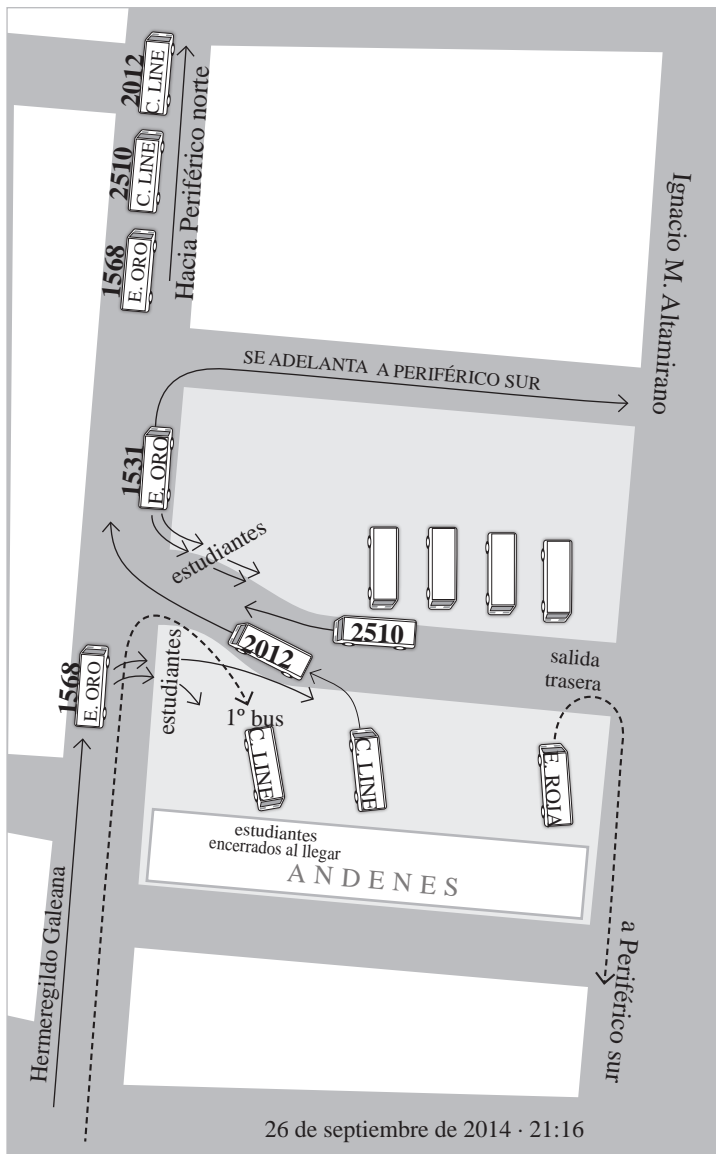 2012
C. LINE
2510
C. LINE
1568
E. ORO
Hacia Periférico norte
Ignacio M. Altamirano
SE ADELANTA A PERIFÉRICO SUR
1531
E. ORO
estudiantes
2510
2012
salida
trasera
1568
E. ORO
estudiantes
1º bus
C. LINE
C. LINE
E. ROJA
estudiantes
encerrados al llegar
ANDENES
Hermeregildo Galeana
a Periférico sur
26 de septiembre de 2014 · 21:16